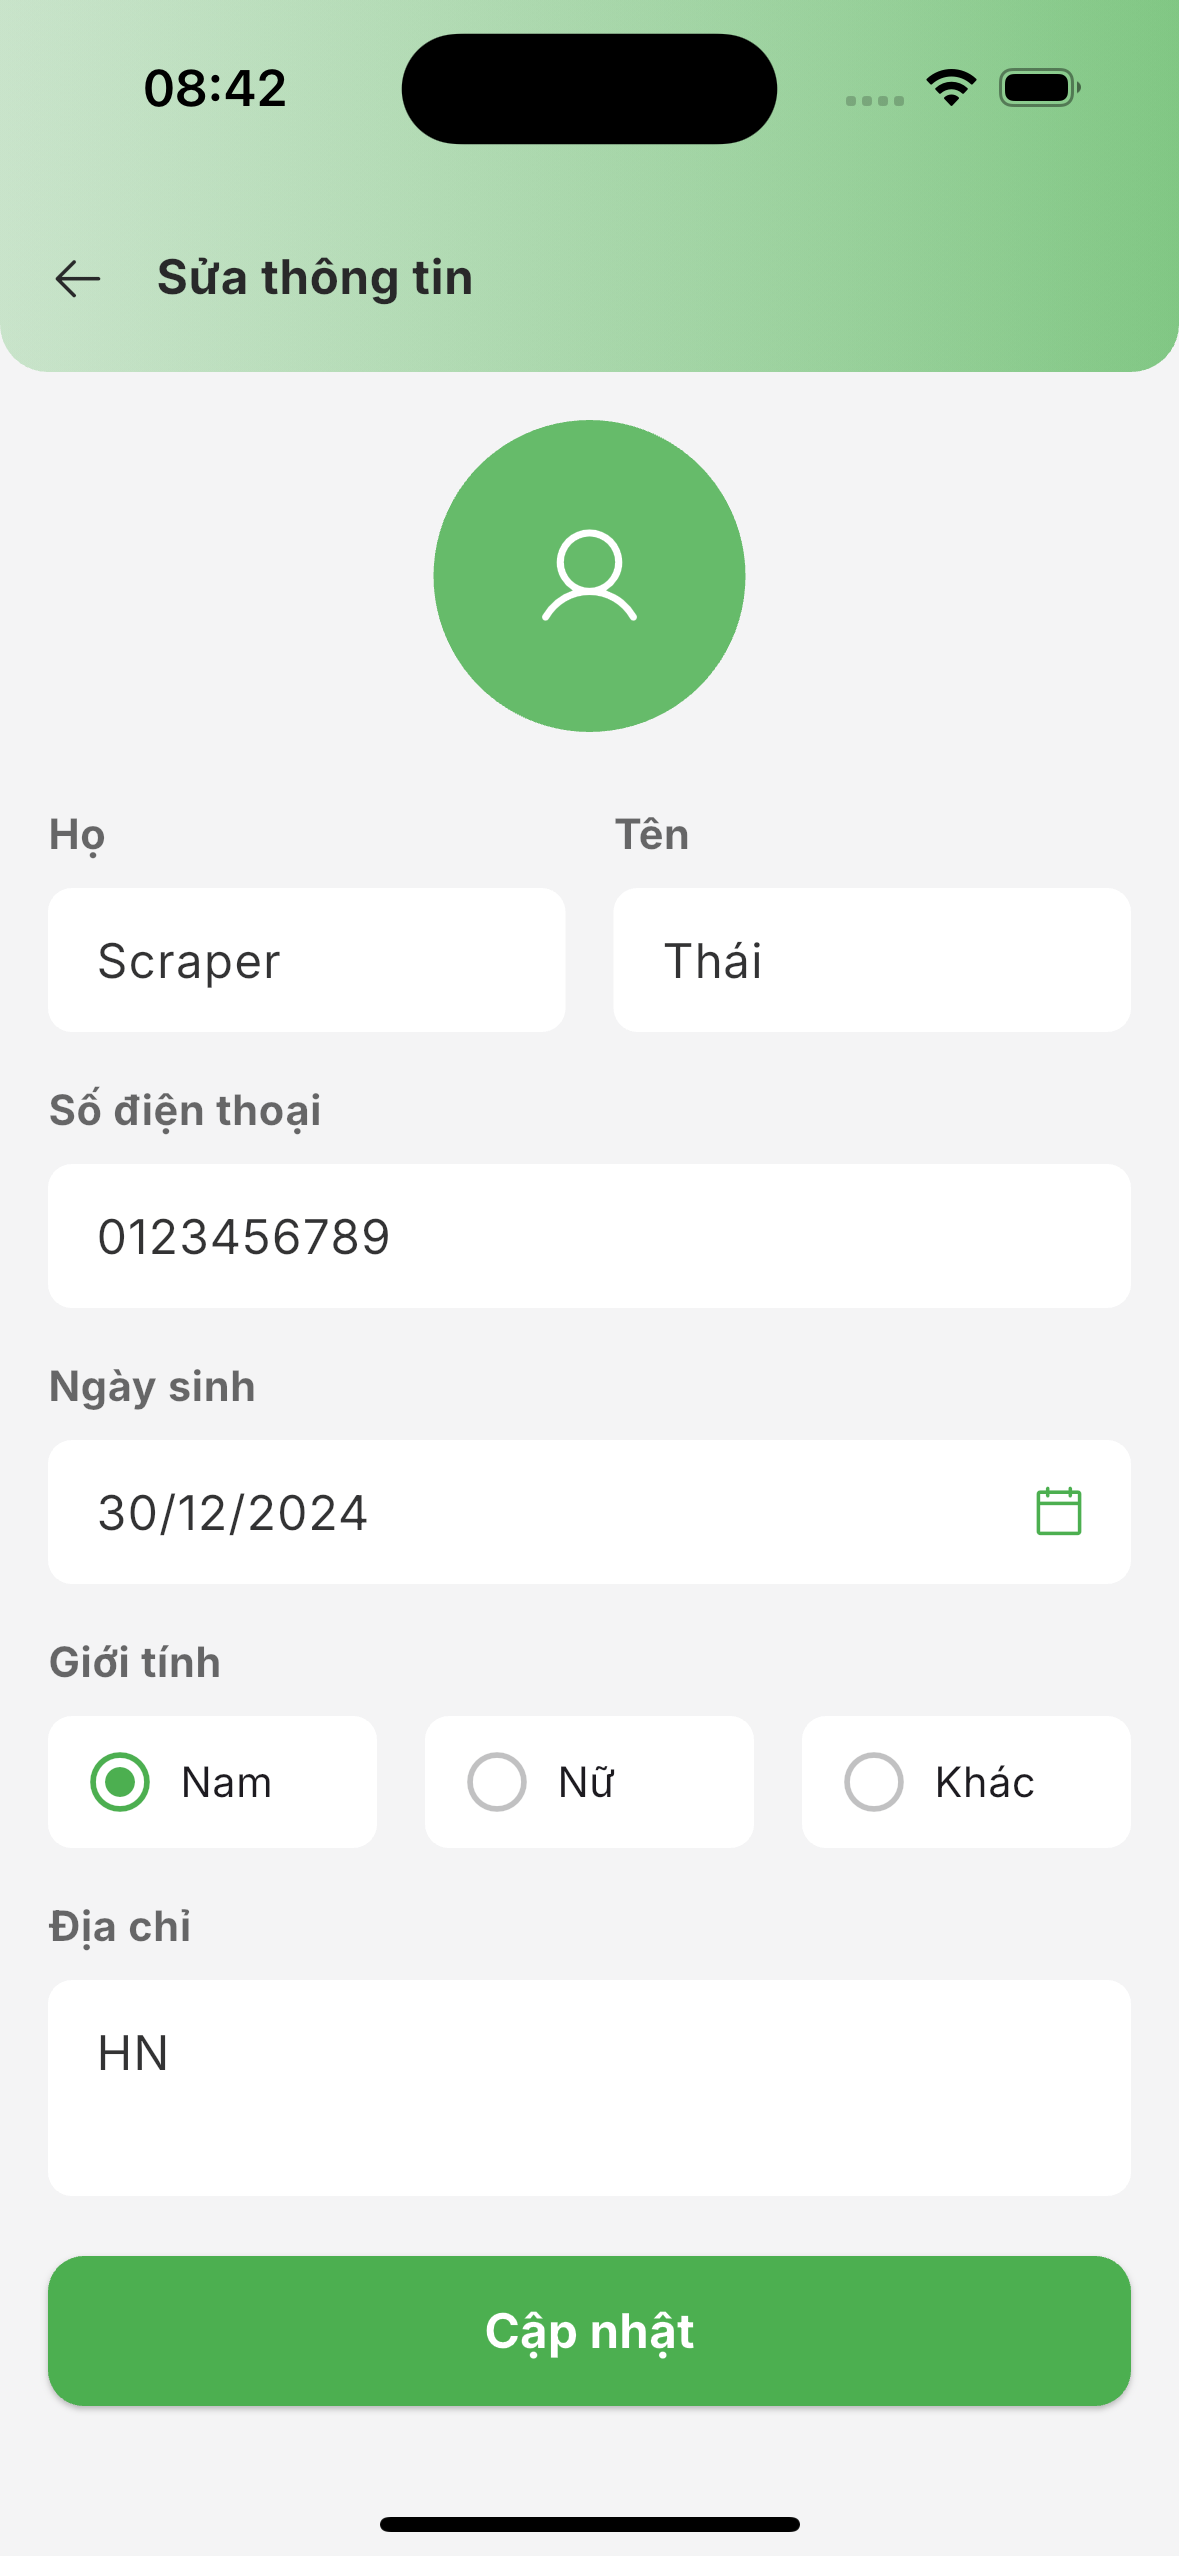 08:42
Sửa thông tin
Họ
Tên
Scraper
Thái
Số điện thoại
0123456789
Ngày sinh
30/12/2024
Giới tính
Nam
Nữ
Khác
Địa chỉ
HN
Cập nhật